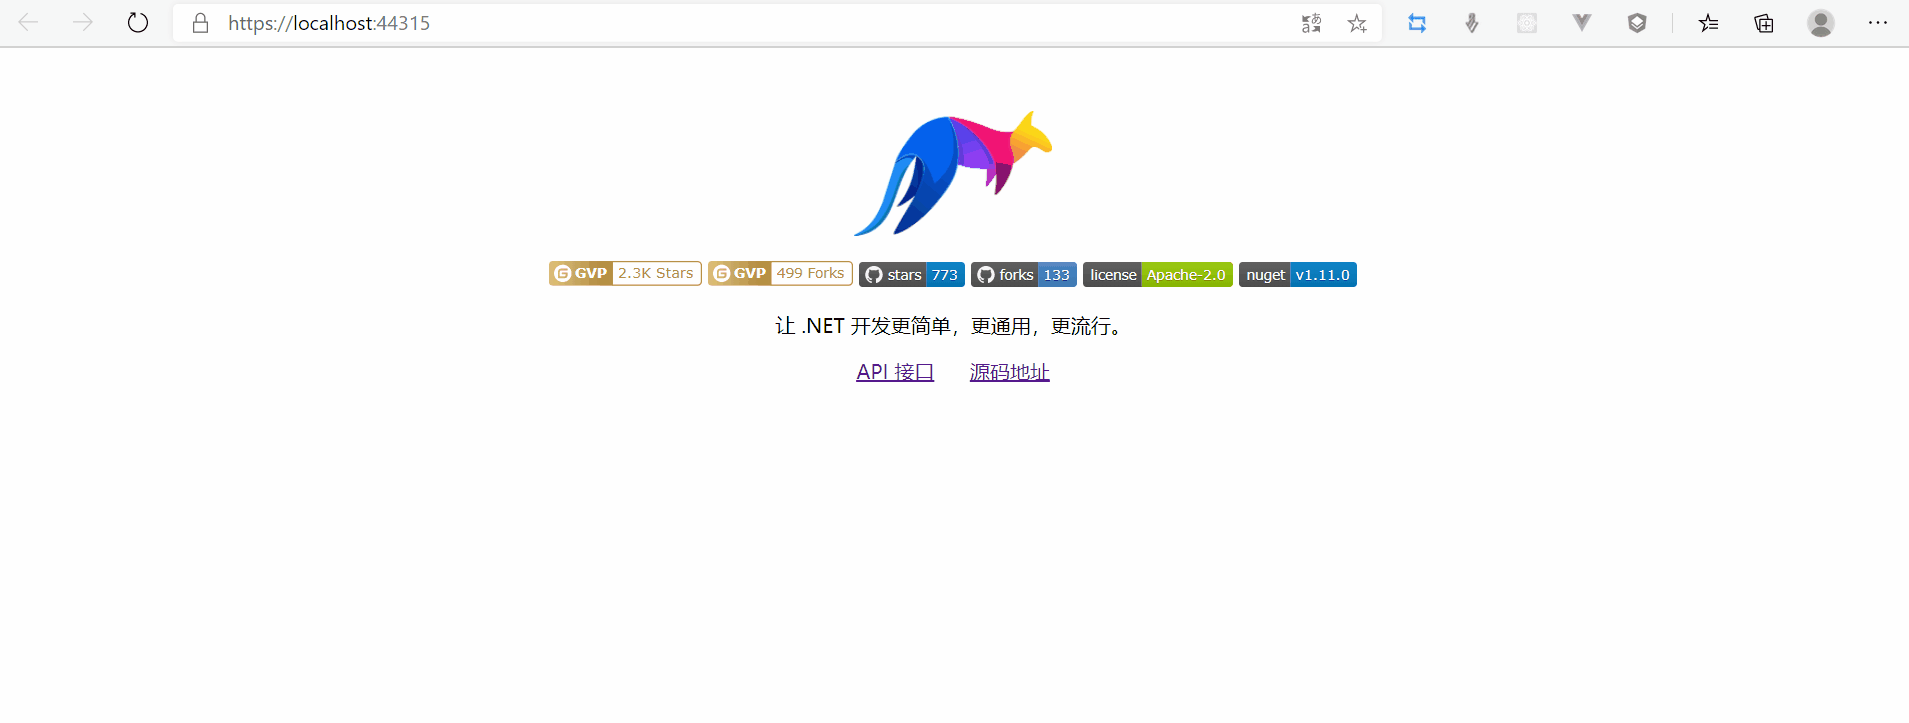 https://localhost:44315
GVP 2.3K Stars GVP 499 Forks stars 773 forks 133 license Apache-2.0 nuget v1.11.0
让 .NET 开发更简单，更通用，更流行。
API 接口 源码地址